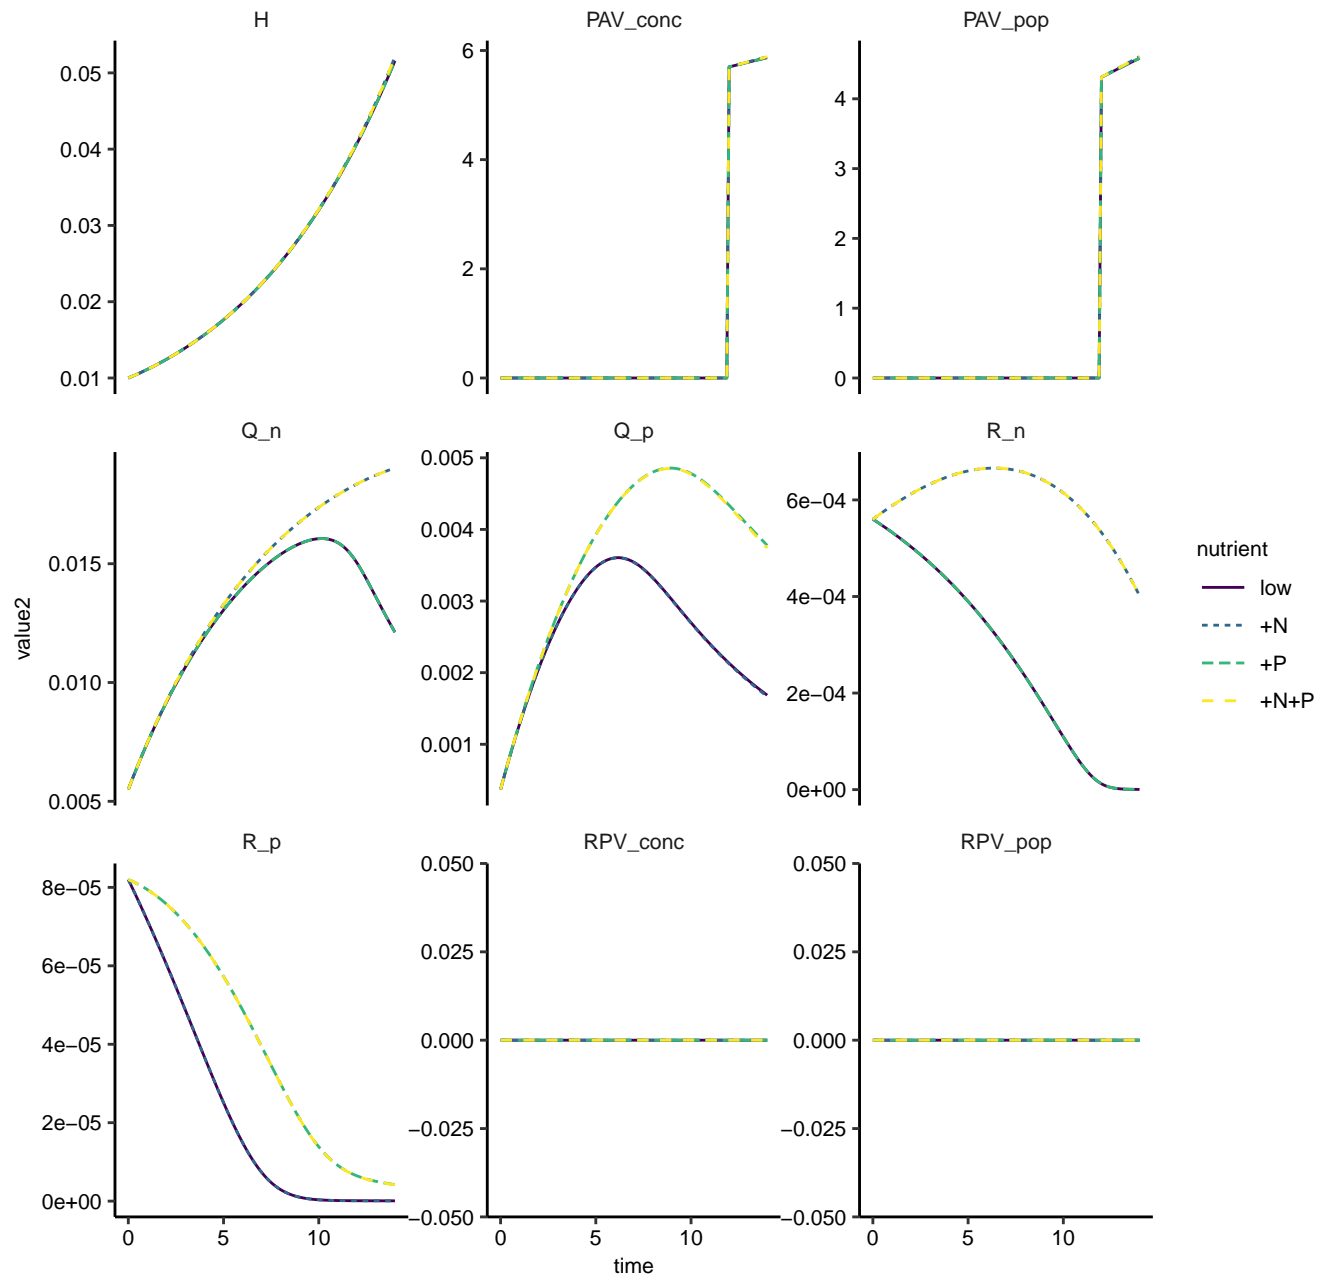 H
PAV_conc
PAV_pop
0.05
0.04
0.03
0.02
0.01
6
4
2
0
4
3
2
1
0
Q_n
Q_p
R_n
0.015
0.010
0.005
0.005
0.004
0.003
0.002
0.001
6e−04
4e−04
2e−04
0e+00
R_p
RPV_conc
RPV_pop
8e−05
6e−05
4e−05
2e−05
0e+00
0.050
0.025
0.000
−0.025
−0.050
0.050
0.025
0.000
−0.025
−0.050
0 5 10
0 5 10
0 5 10
time
value2
nutrient
low
+N
+P
+N+P